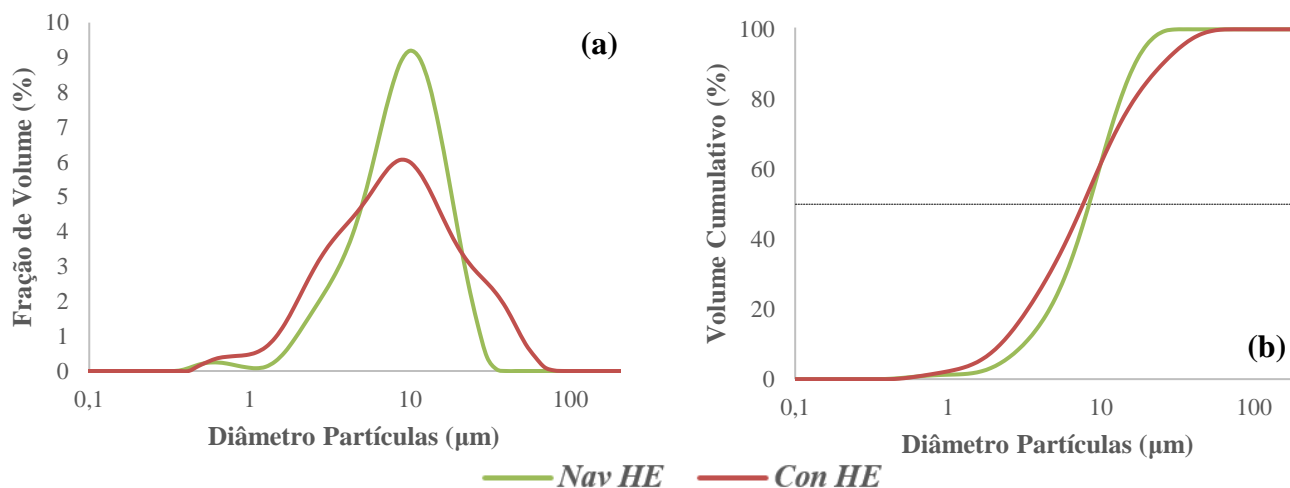 (a)
Fração de Volume (%)
10
9
8
7
6
5
4
3
2
1
0
0,1 1 10 100
Diâmetro Partículas (µm)
(b)
Volume Cumulativo (%)
100
80
60
40
20
0
0,1 1 10 100
Diâmetro Partículas (µm)
Nav HE Con HE